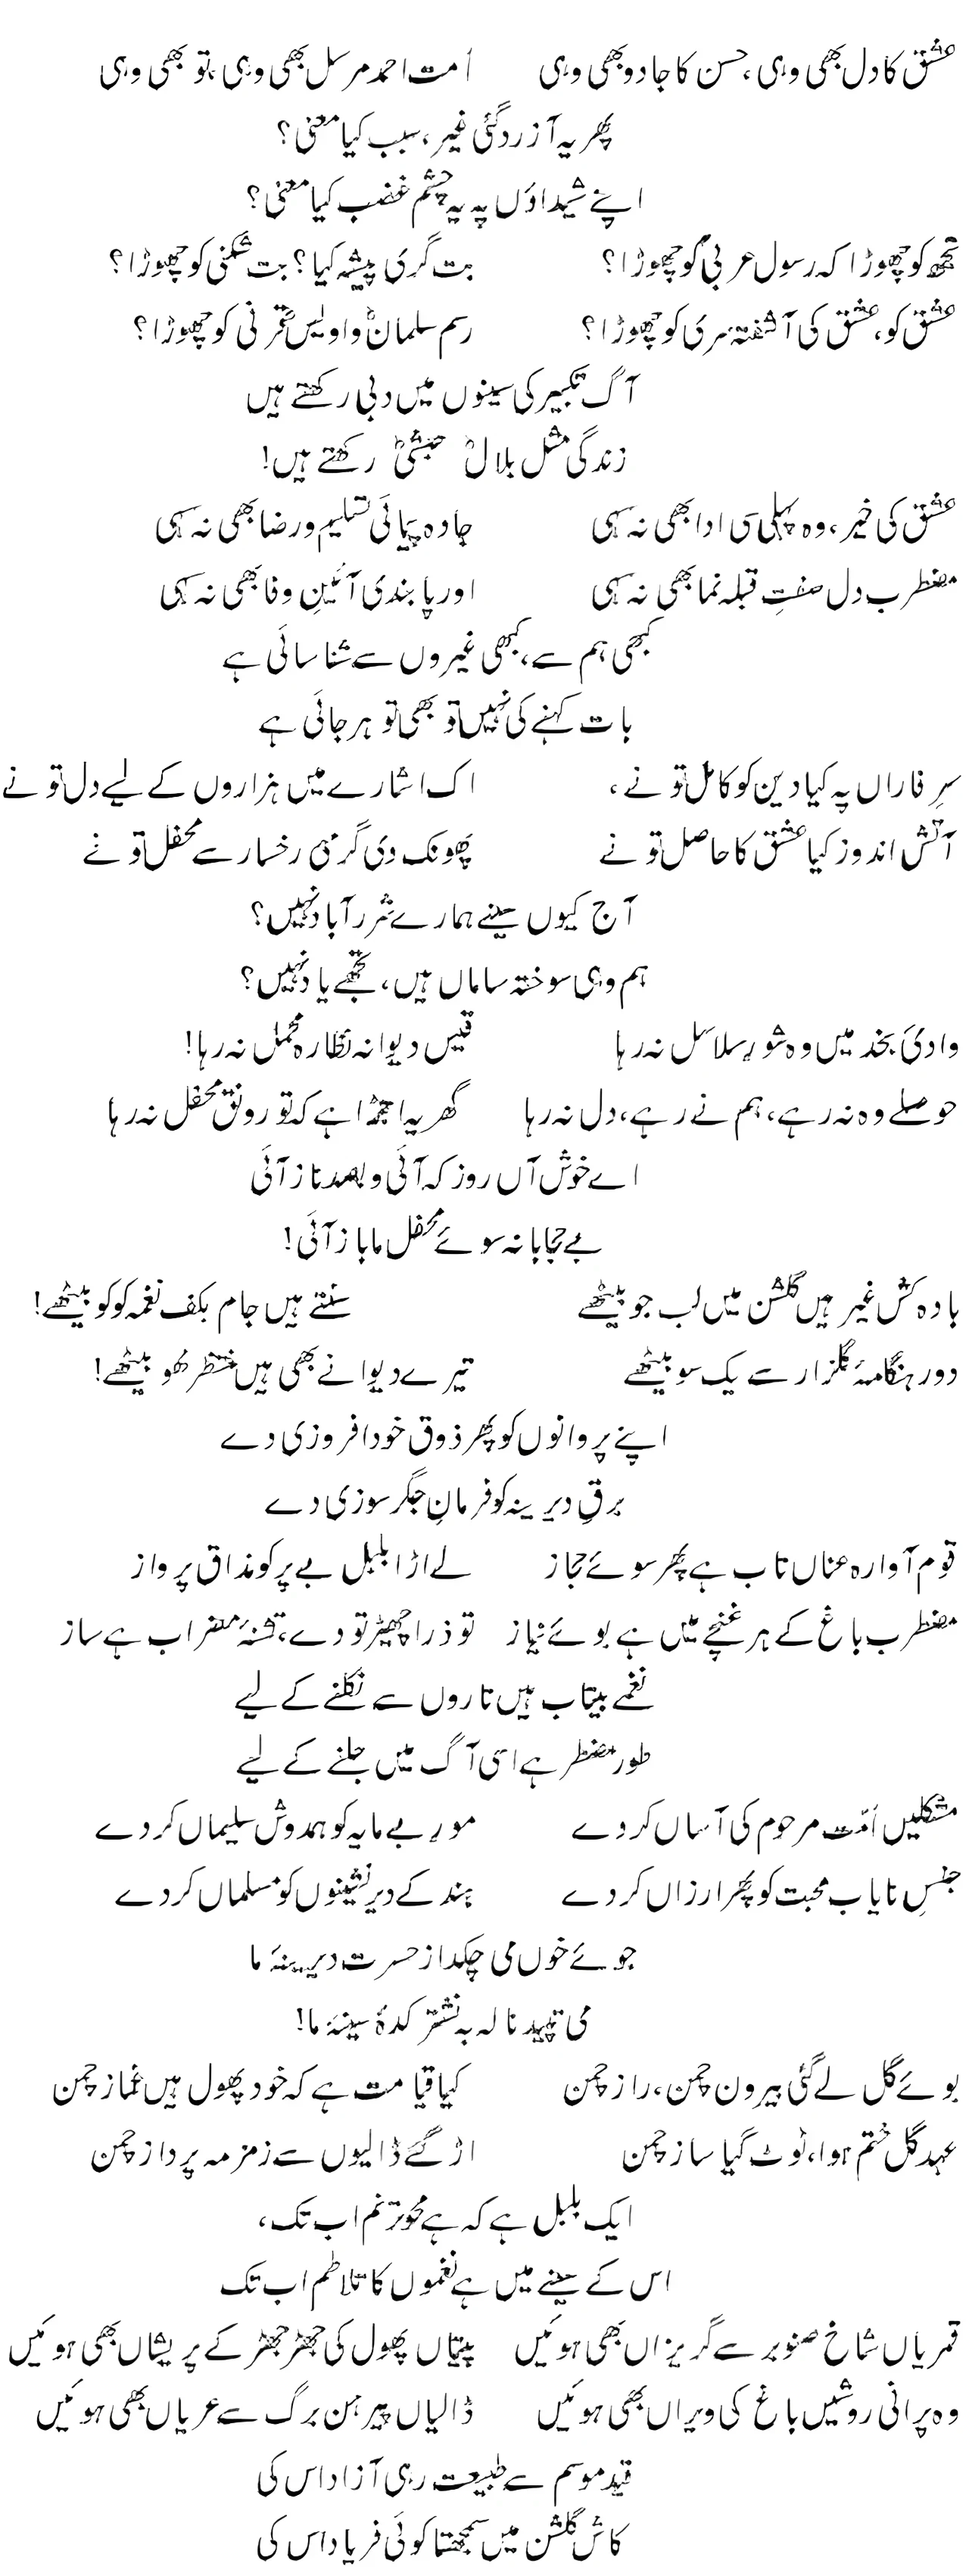 عشق کا دل بھی وہی، حسن کا جادو بھی وہی اُمت احمد مرسل بھی وہی، تو بھی وہی
پھر یہ آزردگئی غیر، سبب کیا معنی؟
اپنے شیداؤں پہ یہ چشم غضب کیا معنی؟
تجھ کو چھوڑا کہ رسول عربیؐ کو چھوڑا؟ بت گری پیشہ کیا؟ بت شکنی کو چھوڑا؟
عشق کو، عشق کی آشفتہ سری کو چھوڑا؟ رسم سلمانؓ و اویس قرنیؓ کو چھوڑا؟
آگ تکبیر کی سینوں میں دبی رکھتے ہیں
زندگی مثل بلالؓ حبشیؓ رکھتے ہیں!
عشق کی خیر، وہ پہلی سی ادا بھی نہ سہی جادہ پیائی تسلیم و رضا بھی نہ سہی
مضطرب دل صفتِ قبلہ نما بھی نہ سہی اور پابندی آئینِ وفا بھی نہ سہی
کبھی ہم سے، کبھی غیروں سے شناسائی ہے
بات کہنے کی نہیں تو بھی تو ہرجائی ہے
سرِ فاراں پہ کیا دین کو کامل تو نے، اک اشارے میں ہزاروں کے لیے دل تو نے
آتش اندوز کیا عشق کا حاصل تو نے پھونک دی گرمیٔ رخسار سے محفل تو نے
آج کیوں سینے ہمارے شرر آباد نہیں؟
ہم وہی سوختہ ساماں ہیں، تجھے یاد نہیں؟
وادیٔ نجد میں وہ شورِ سلاسل نہ رہا قیس دیوانہ نظارہ محمل نہ رہا!
حوصلے وہ نہ رہے، ہم نے رہے، دل نہ رہا گھر یہ اجڑا ہے کہ تو رونق محفل نہ رہا
اے خوش آں روز کہ آئی و بصد ناز آئی
بے حجابانہ سوئے محفل ما باز آئی!
بادہ کش غیر ہیں گلشن میں لب جو بیٹھے سنتے ہیں جام بکف نغمہ کو کو بیٹھے!
دور ہنگامۂ گلزار سے یک سو بیٹھے تیرے دیوانے بھی ہیں منتظر ھو بیٹھے!
اپنے پروانوں کو پھر ذوق خود افروزی دے
برقِ دیرینہ کو فرمانِ جگر سوزی دے
قوم آوارہ عناں تاب ہے پھر سوئے حجاز لے اڑا بلبل بے پر کو مذاق پرواز
مضطرب باغ کے ہر غنچے میں ہے بوئے نیاز تو ذرا چھیڑ تو دے، تشنۂ مضراب ہے ساز
نغمے بیتاب ہیں تاروں سے نکلنے کے لیے
طور مضطر ہے اسی آگ میں جلنے کے لیے
مشکلیں اُمّت مرحوم کی آساں کر دے مورِ بے مایہ کو ہمدوش سلیماں کر دے
جنسِ نایاب محبت کو پھر ارزاں کر دے ہند کے دیر نشینوں کو مسلماں کر دے
جوئے خوں می چکد از حسرت دیرینۂ ما
می تپید نالہ بہ نشتر کدۂ سینۂ ما!
بوئے گل لے گئی بیرون چمن، راز چمن کیا قیامت ہے کہ خود پھول ہیں غماز چمن
عہد گل ختم ہوا، ٹوٹ گیا ساز چمن اڑ گئے ڈالیوں سے زمزمہ پرداز چمن
ایک بلبل ہے کہ ہے محو ترنم اب تک،
اس کے سینے میں ہے نغموں کا تلاطم اب تک
قمریاں شاخ صنوبر سے گریزاں بھی ہوئیں پیتاں پھول کی جھڑ جھڑ کے پریشاں بھی ہوئیں
وہ پرانی روشیں باغ کی ویراں بھی ہوئیں ڈالیاں پیرہن برگ سے عریاں بھی ہوئیں
قید موسم سے طبیعت رہی آزاد اس کی
کاش گلشن میں سمجھتا کوئی فریاد اس کی